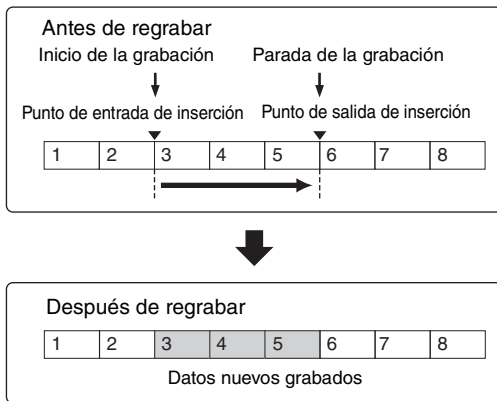 Antes de regrabar
Inicio de la grabación Parada de la grabación
Punto de entrada de inserción Punto de salida de inserción
1 2 3 4 5 6 7 8
Después de regrabar
1 2 3 4 5 6 7 8
Datos nuevos grabados